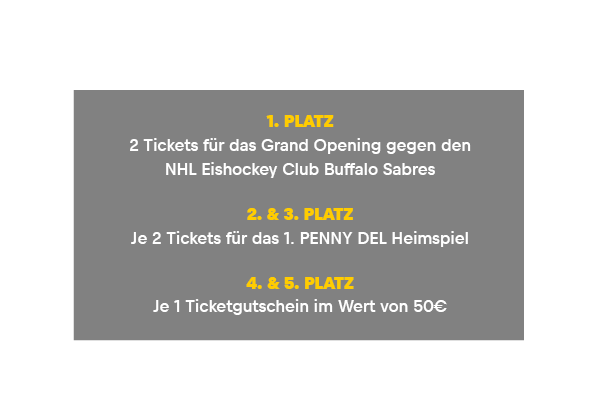 1. PLATZ
2 Tickets für das Grand Opening gegen den
NHL Eishockey Club Buffalo Sabres
2. & 3. PLATZ
Je 2 Tickets für das 1. PENNY DEL Heimspiel
4. & 5. PLATZ
Je 1 Ticketgutschein im Wert von 50€